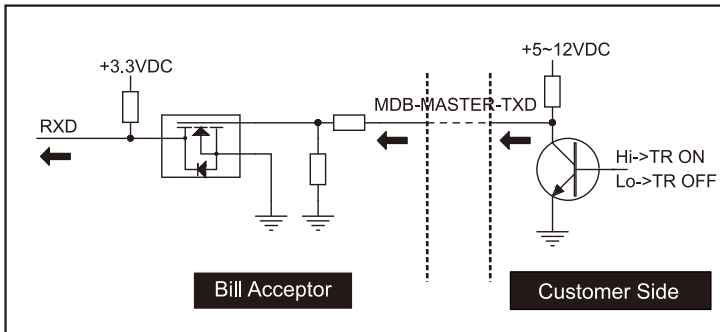 +5~12VDC
+3.3VDC
MDB-MASTER-TXD
RXD
Hi->TR ON
Lo->TR OFF
Bill Acceptor
Customer Side